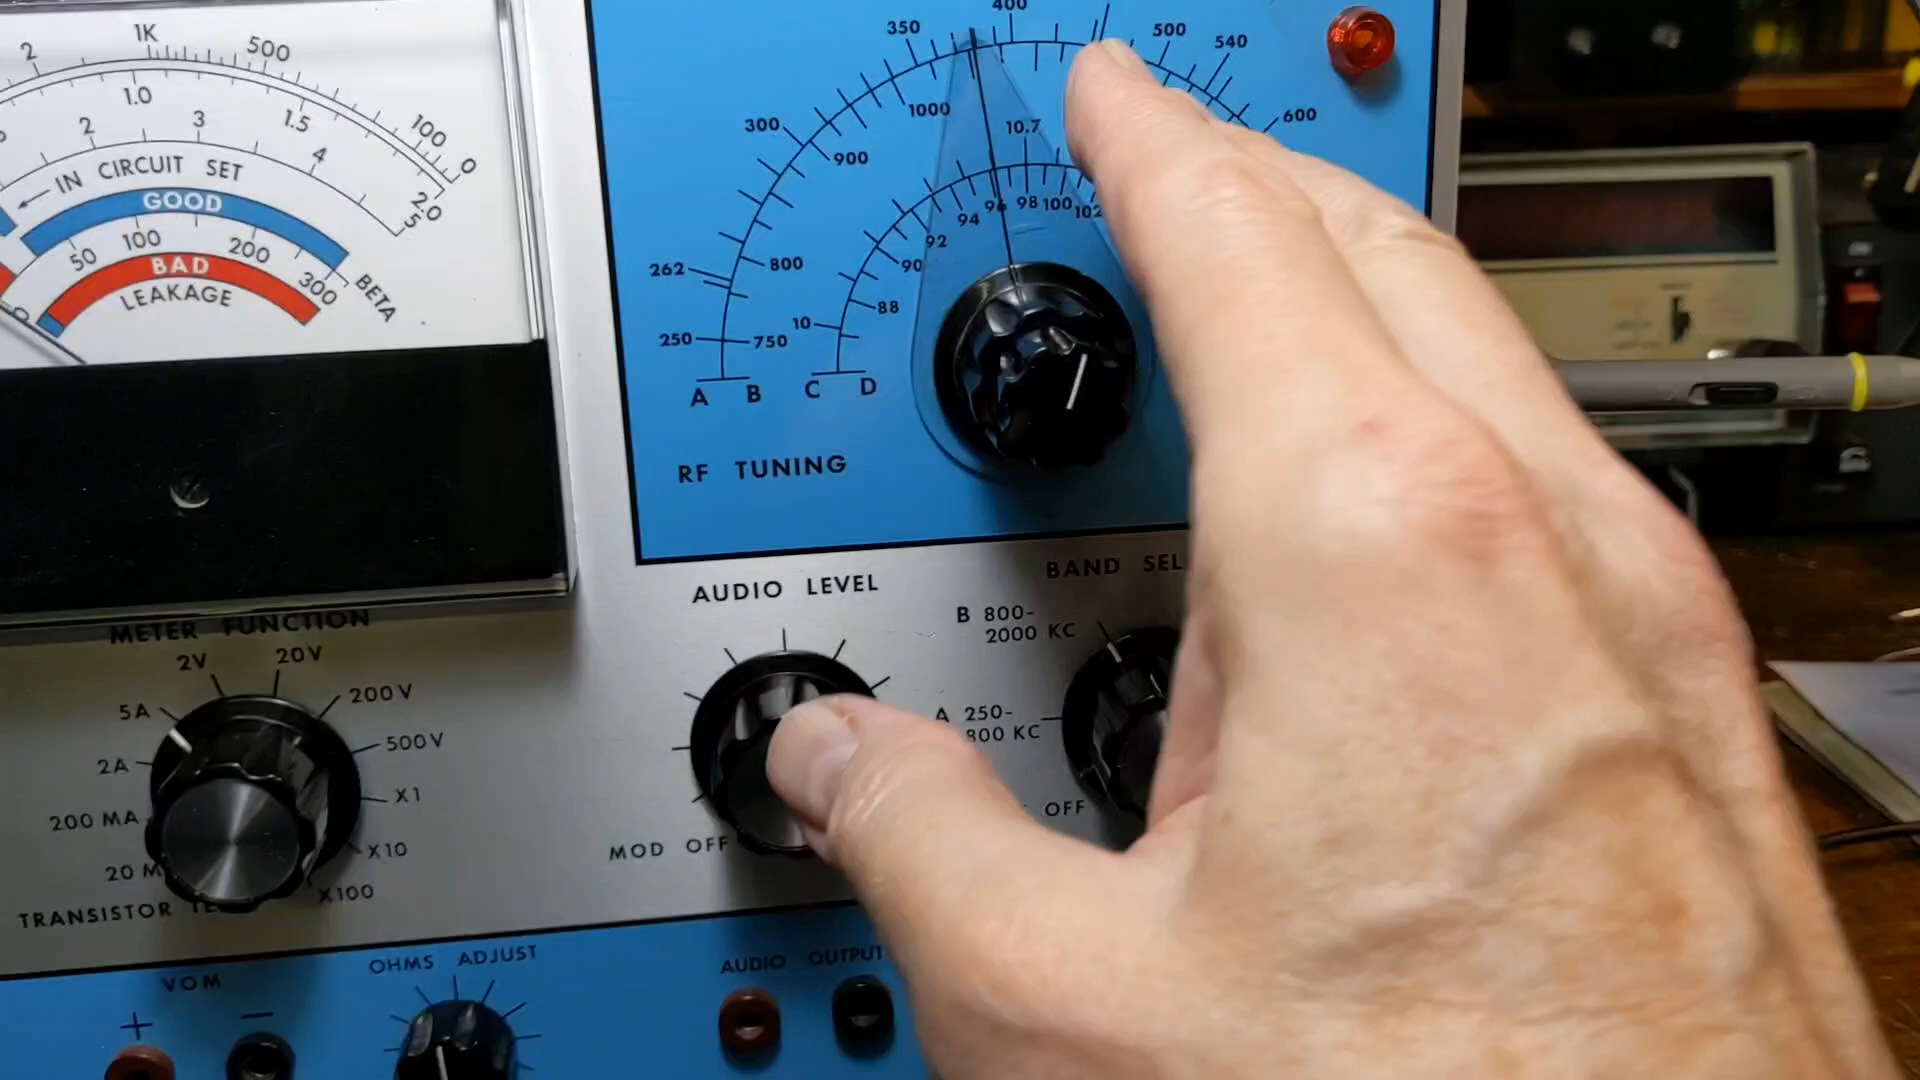 2 1K 500 100 0
1.0 1.5 2.0
2 3 4 5
IN CIRCUIT SET
GOOD
50 100 200 300 BETA
BAD
LEAKAGE
350 400 500 540 600
300 1000
900
262 800
250 750
10.7
10 88 90 92 94 96 98 100 102
A B C D
RF TUNING
METER FUNCTION
2V 20V
5A 200V
2A 500V
200 MA X1
20 M X10
TRANSISTOR X100
AUDIO LEVEL
MOD OFF
BAND SEL
B 800-
2000 KC
A 250-
800 KC
OFF
VOM
+ −
OHMS ADJUST
AUDIO OUTPUT